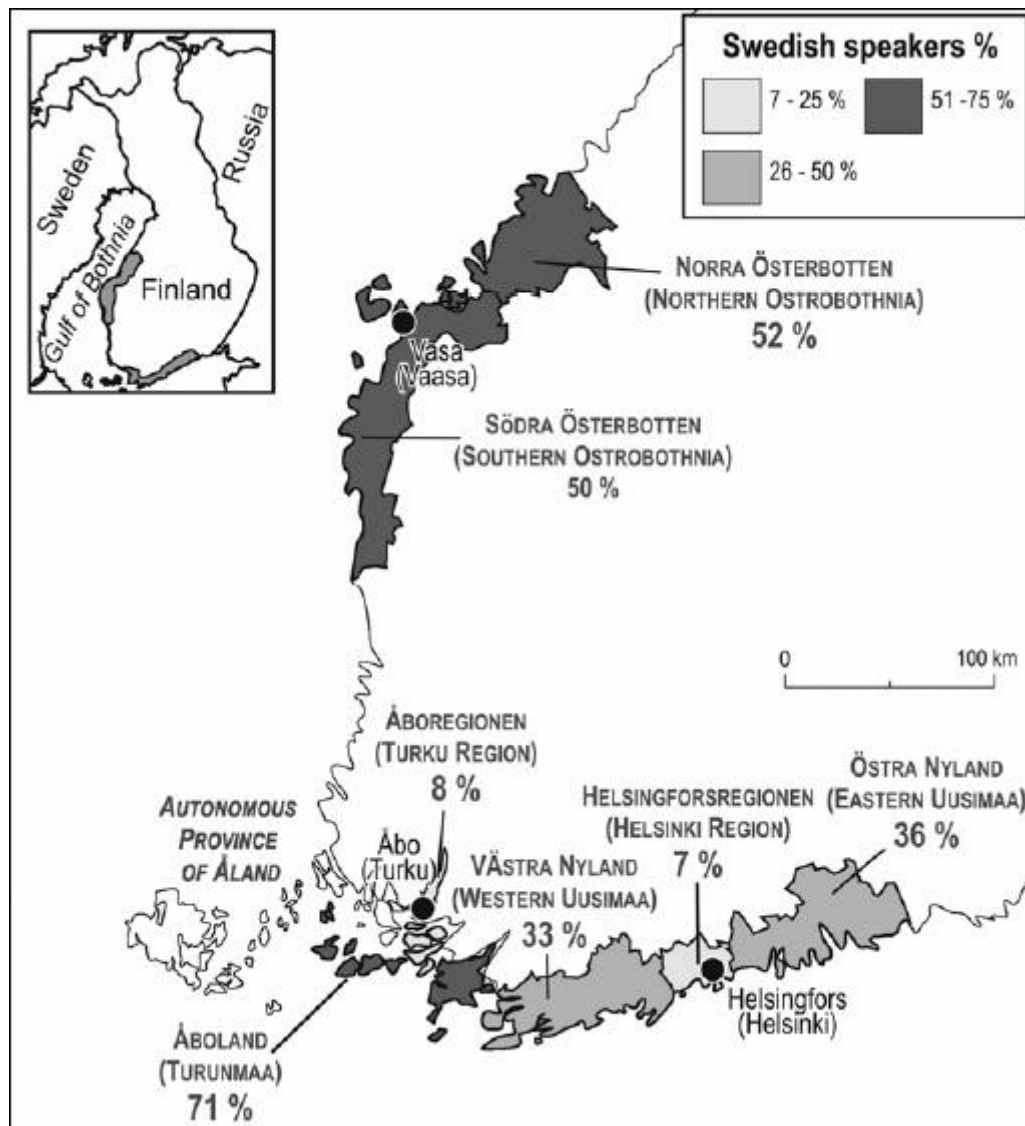 Swedish speakers %
7 - 25 %
51 -75 %
26 - 50 %
Sweden
Russia
Gulf of Bothnia
Finland
NORRA ÖSTERBOTTEN
(NORTHERN OSTROBOTHNIA)
52 %
Vasa
(Vaasa)
SÖDRA ÖSTERBOTTEN
(SOUTHERN OSTROBOTHNIA)
50 %
0 100 km
ÅBOREGIONEN
(TURKU REGION)
8 %
ÖSTRA NYLAND
(EASTERN UUSIMAA)
36 %
HELSINGFORSREGIONEN
(HELSINKI REGION)
7 %
AUTONOMOUS
PROVINCE
OF ÅLAND
Åbo
(Turku)
VÄSTRA NYLAND
(WESTERN UUSIMAA)
33 %
Helsingfors
(Helsinki)
ÅBOLAND
(TURUNMAA)
71 %